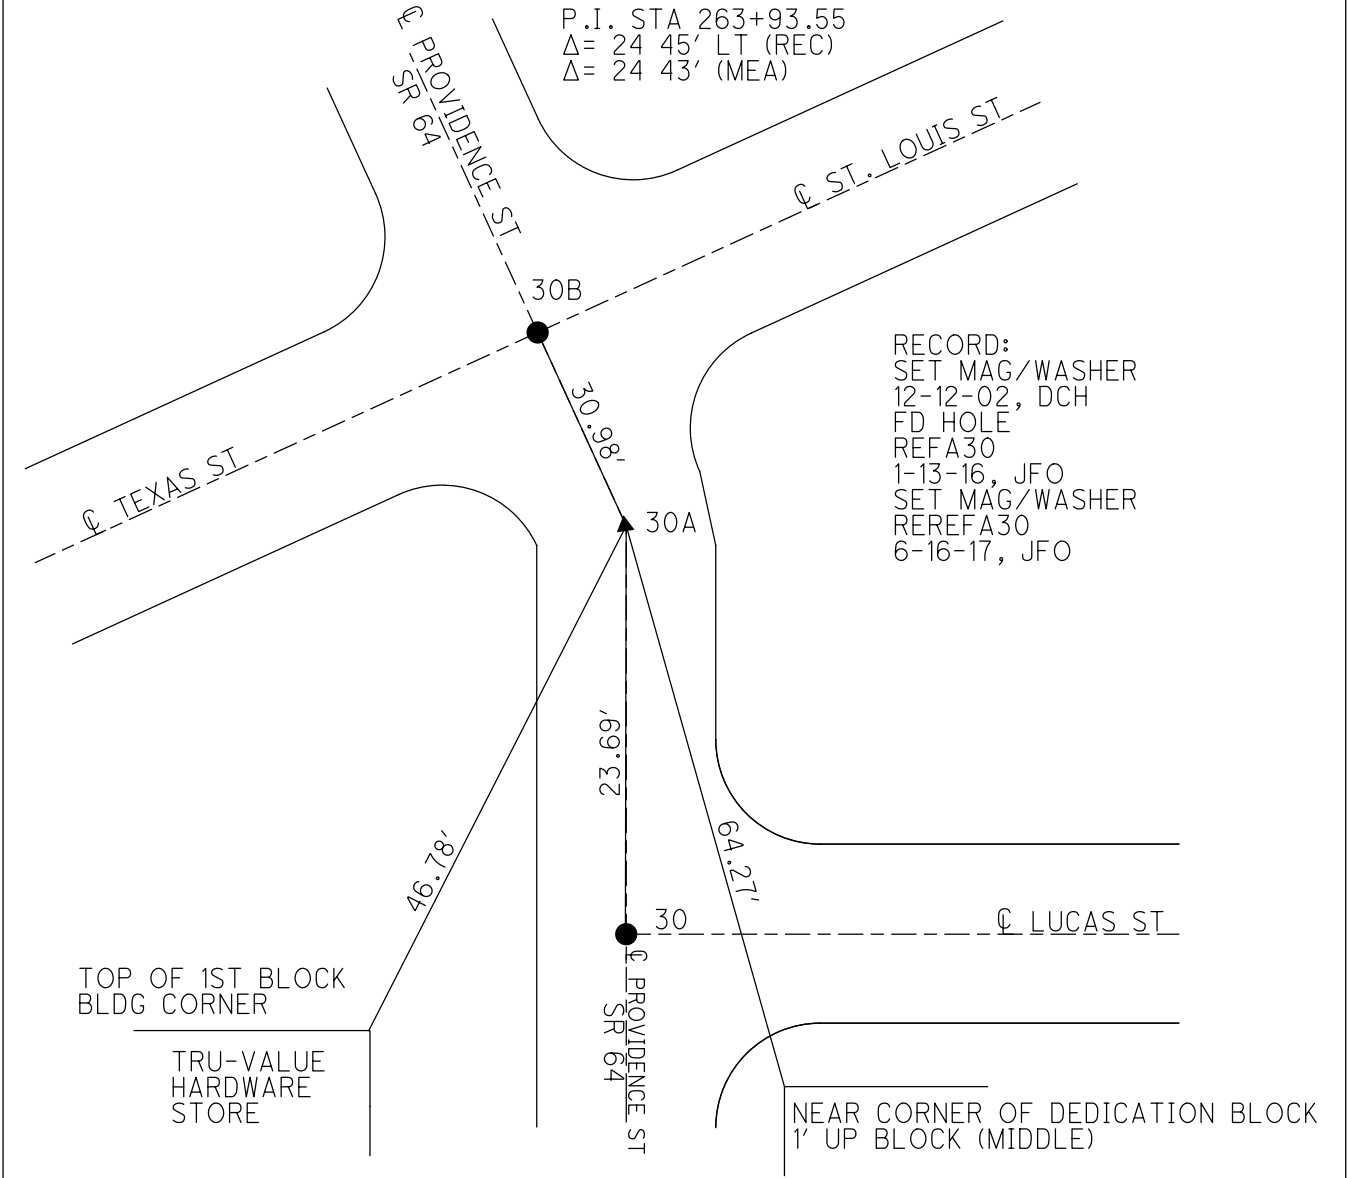 P.I. STA 263+93.55
Δ= 24 45' LT (REC)
Δ= 24 43' (MEA)
℄ PROVIDENCE ST
SR 64
℄ ST. LOUIS ST
30B
RECORD:
SET MAG/WASHER
12-12-02, DCH
FD HOLE
REFA30
1-13-16, JFO
SET MAG/WASHER
REREFA30
6-16-17, JFO
30.98'
℄ TEXAS ST
30A
23.69'
46.78'
64.27'
30
℄ LUCAS ST
℄ PROVIDENCE ST
SR 64
TOP OF 1ST BLOCK
BLDG CORNER
TRU-VALUE
HARDWARE
STORE
NEAR CORNER OF DEDICATION BLOCK
1' UP BLOCK (MIDDLE)